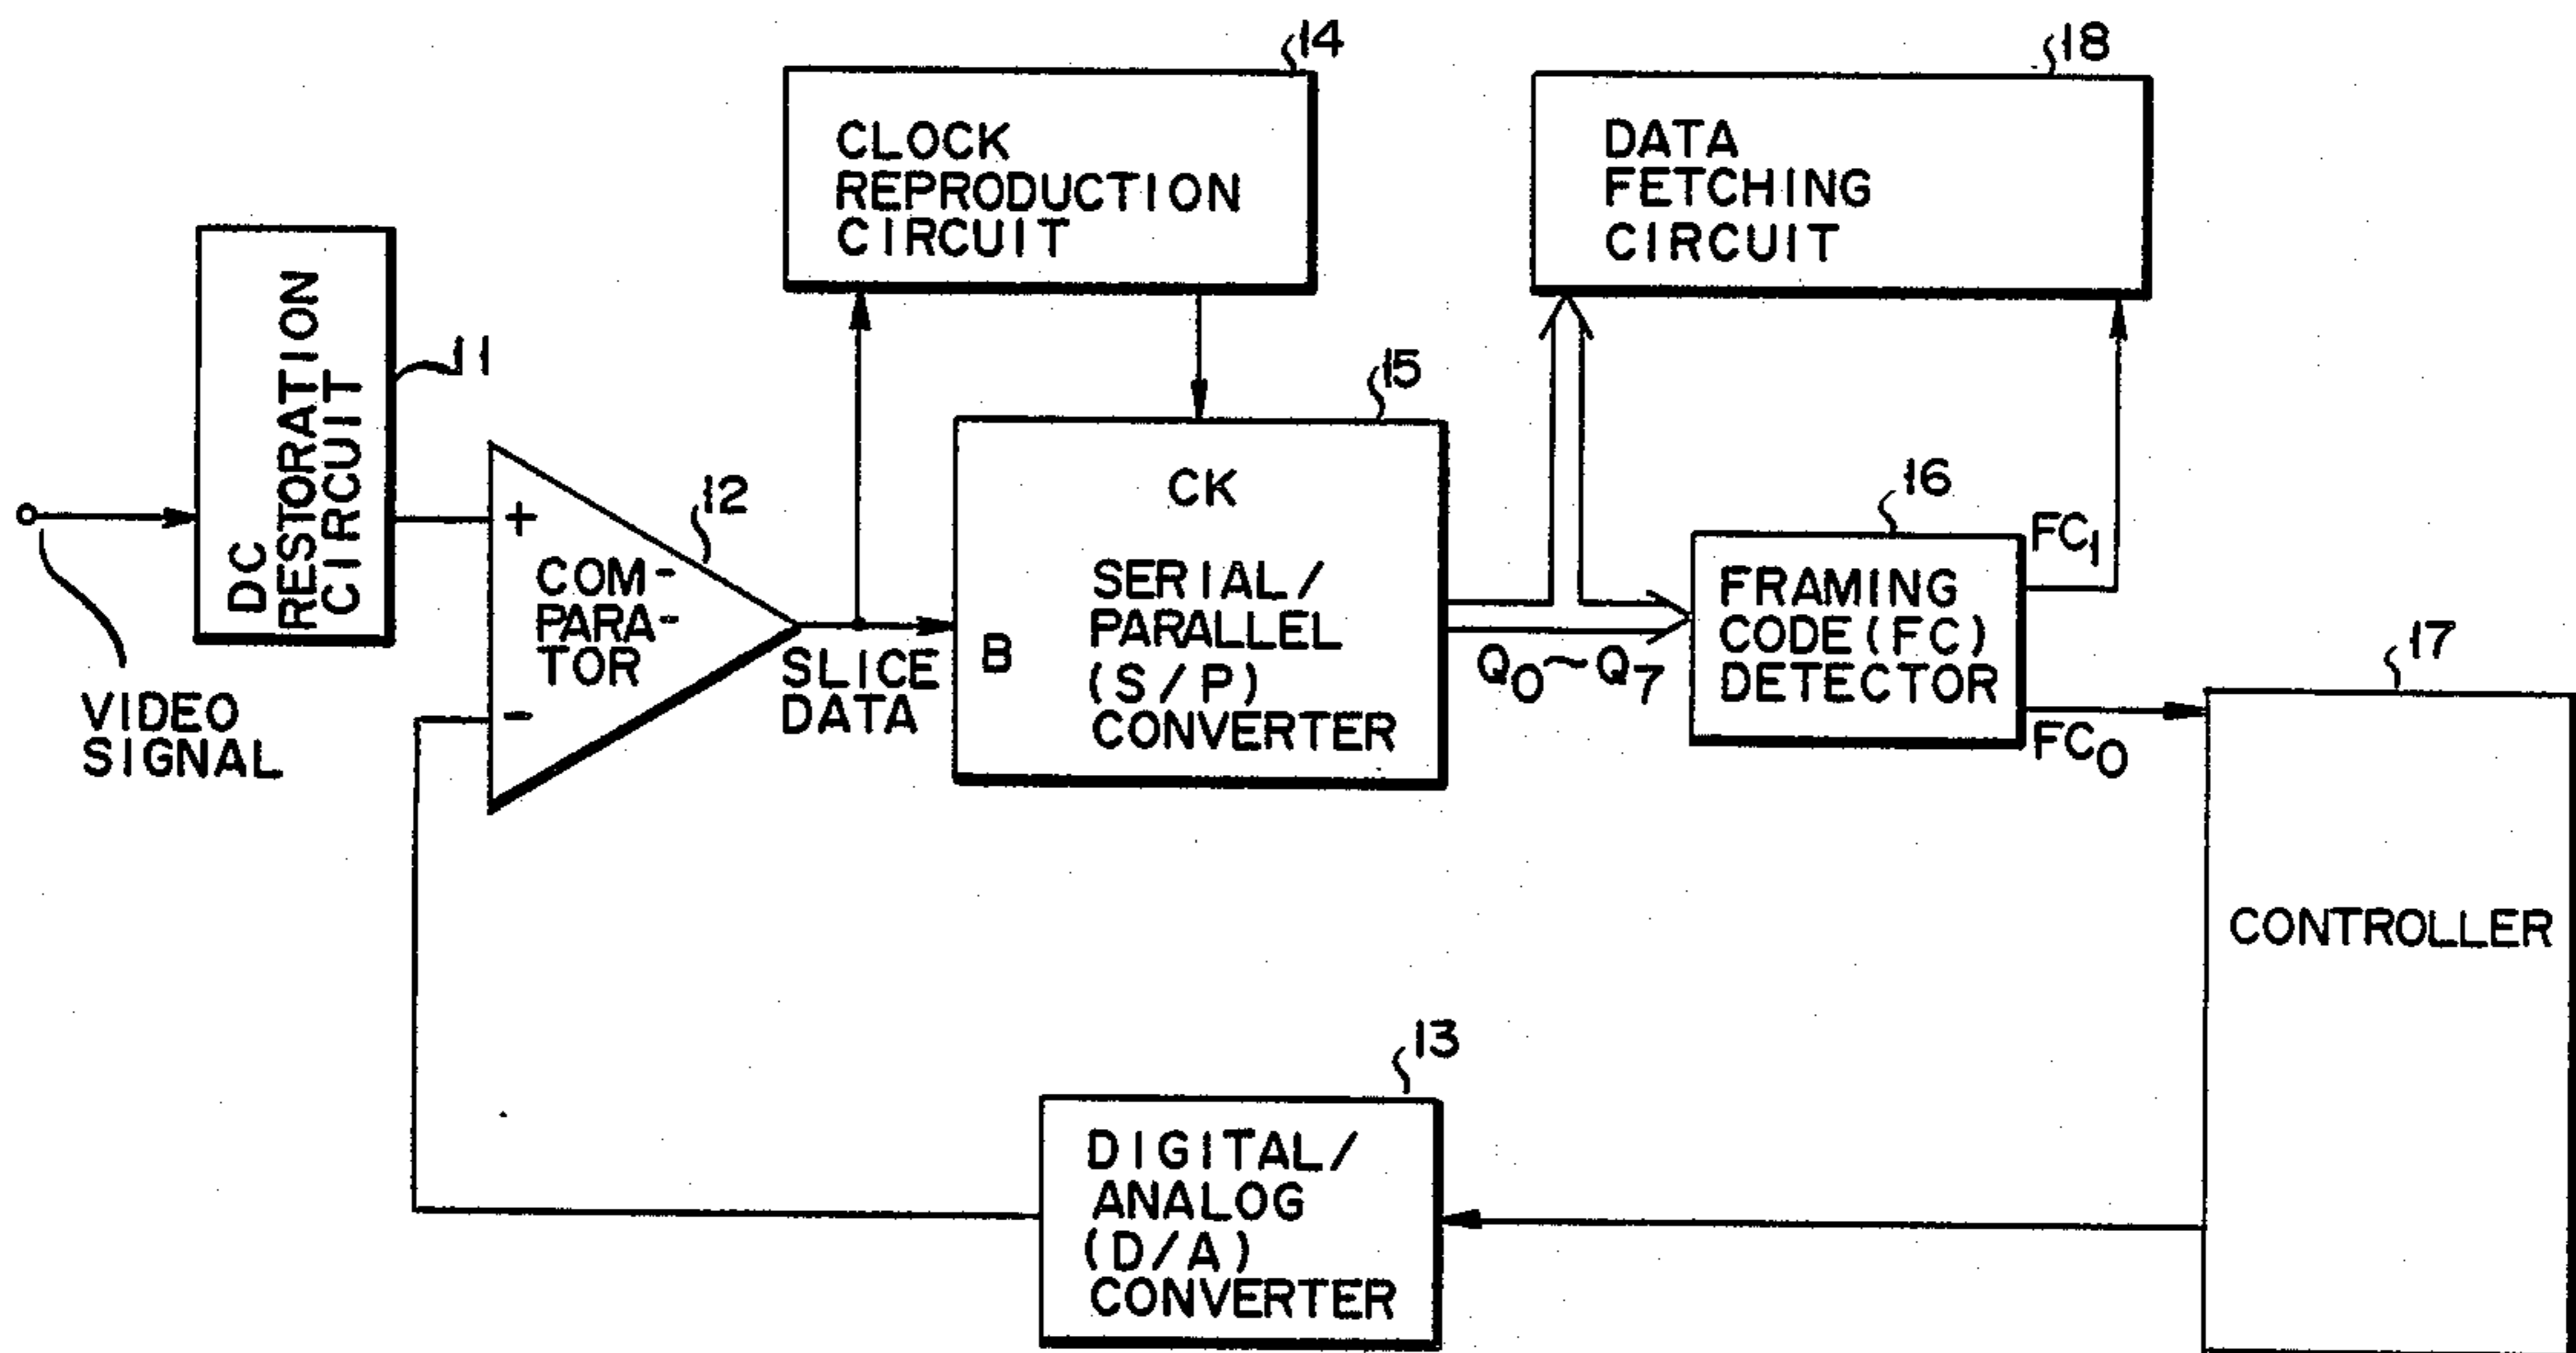 14
CLOCK
REPRODUCTION
CIRCUIT
18
DATA
FETCHING
CIRCUIT
DC
RESTORATION
CIRCUIT
11
VIDEO
SIGNAL
+
-
COM-
PARA-
TOR
12
SLICE
DATA
15
CK
B
SERIAL/
PARALLEL
(S/P)
CONVERTER
Q0~Q7
16
FRAMING
CODE(FC)
DETECTOR
FC1
FC0
17
CONTROLLER
13
DIGITAL/
ANALOG
(D/A)
CONVERTER